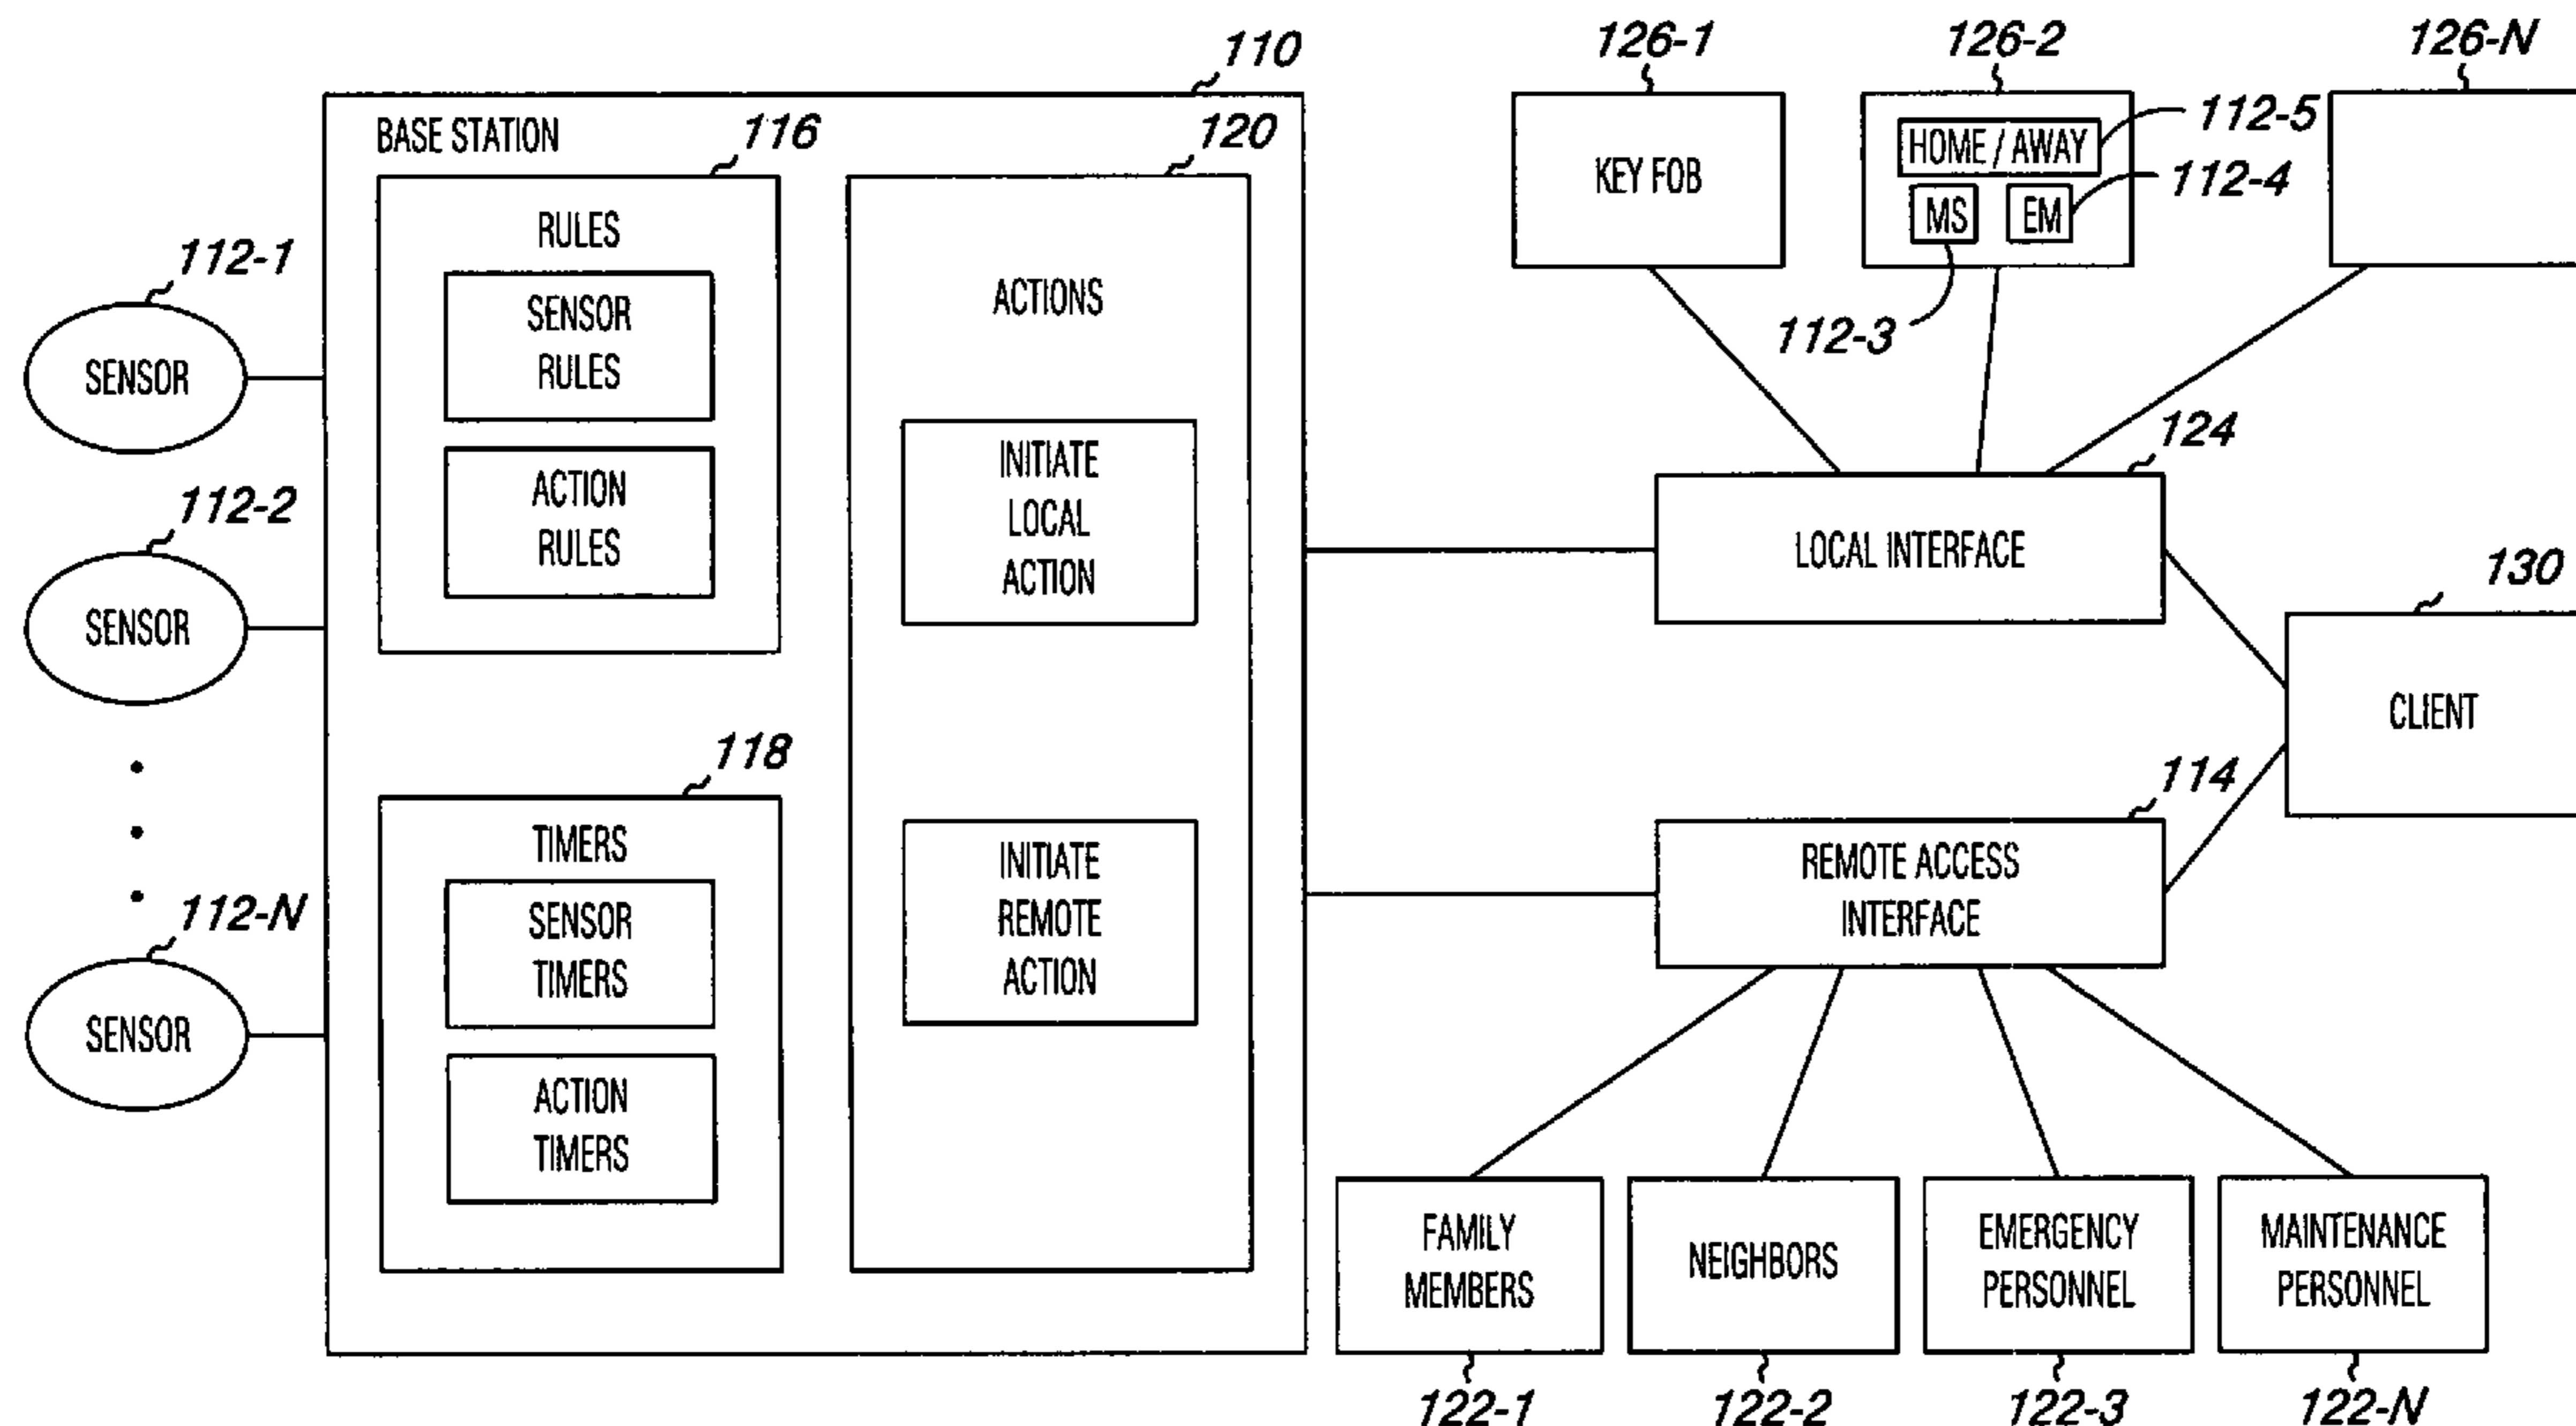 110
126-1
126-2
126-N
BASE STATION
116
120
112-5
HOME / AWAY
KEY FOB
112-4
MS
EM
RULES
112-1
SENSOR
RULES
ACTIONS
112-3
SENSOR
ACTION
RULES
INITIATE
LOCAL
ACTION
124
112-2
LOCAL INTERFACE
130
SENSOR
CLIENT
118
114
TIMERS
REMOTE ACCESS
INTERFACE
INITIATE
REMOTE
ACTION
112-N
SENSOR
TIMERS
SENSOR
ACTION
TIMERS
FAMILY
MEMBERS
NEIGHBORS
EMERGENCY
PERSONNEL
MAINTENANCE
PERSONNEL
122-1
122-2
122-3
122-N